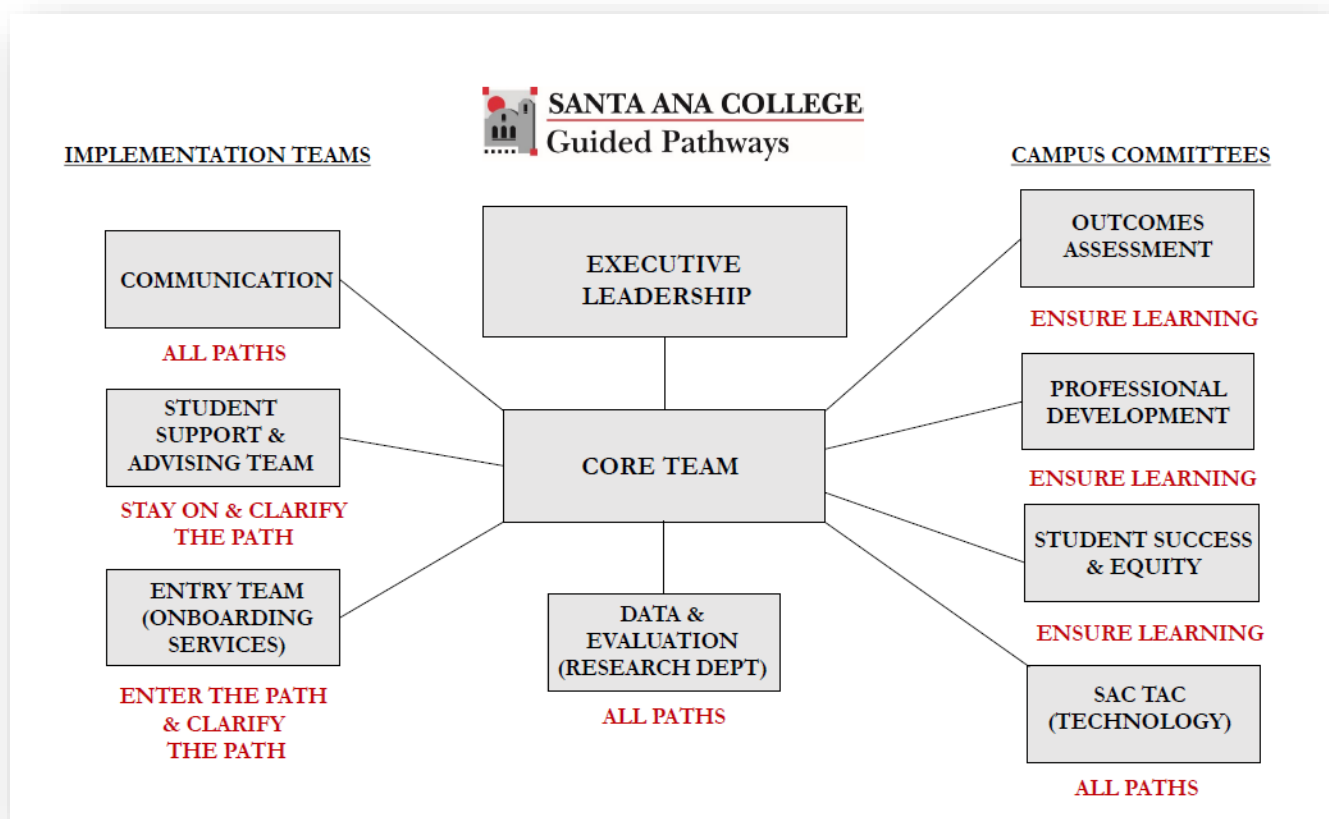 SANTA ANA COLLEGE
Guided Pathways
IMPLEMENTATION TEAMS
COMMUNICATION
ALL PATHS
STUDENT
SUPPORT &
ADVISING TEAM
STAY ON & CLARIFY
THE PATH
ENTRY TEAM
(ONBOARDING
SERVICES)
ENTER THE PATH
& CLARIFY
THE PATH
EXECUTIVE
LEADERSHIP
CORE TEAM
DATA &
EVALUATION
(RESEARCH DEPT)
ALL PATHS
CAMPUS COMMITTEES
OUTCOMES
ASSESSMENT
ENSURE LEARNING
PROFESSIONAL
DEVELOPMENT
ENSURE LEARNING
STUDENT SUCCESS
& EQUITY
ENSURE LEARNING
SAC TAC
(TECHNOLOGY)
ALL PATHS